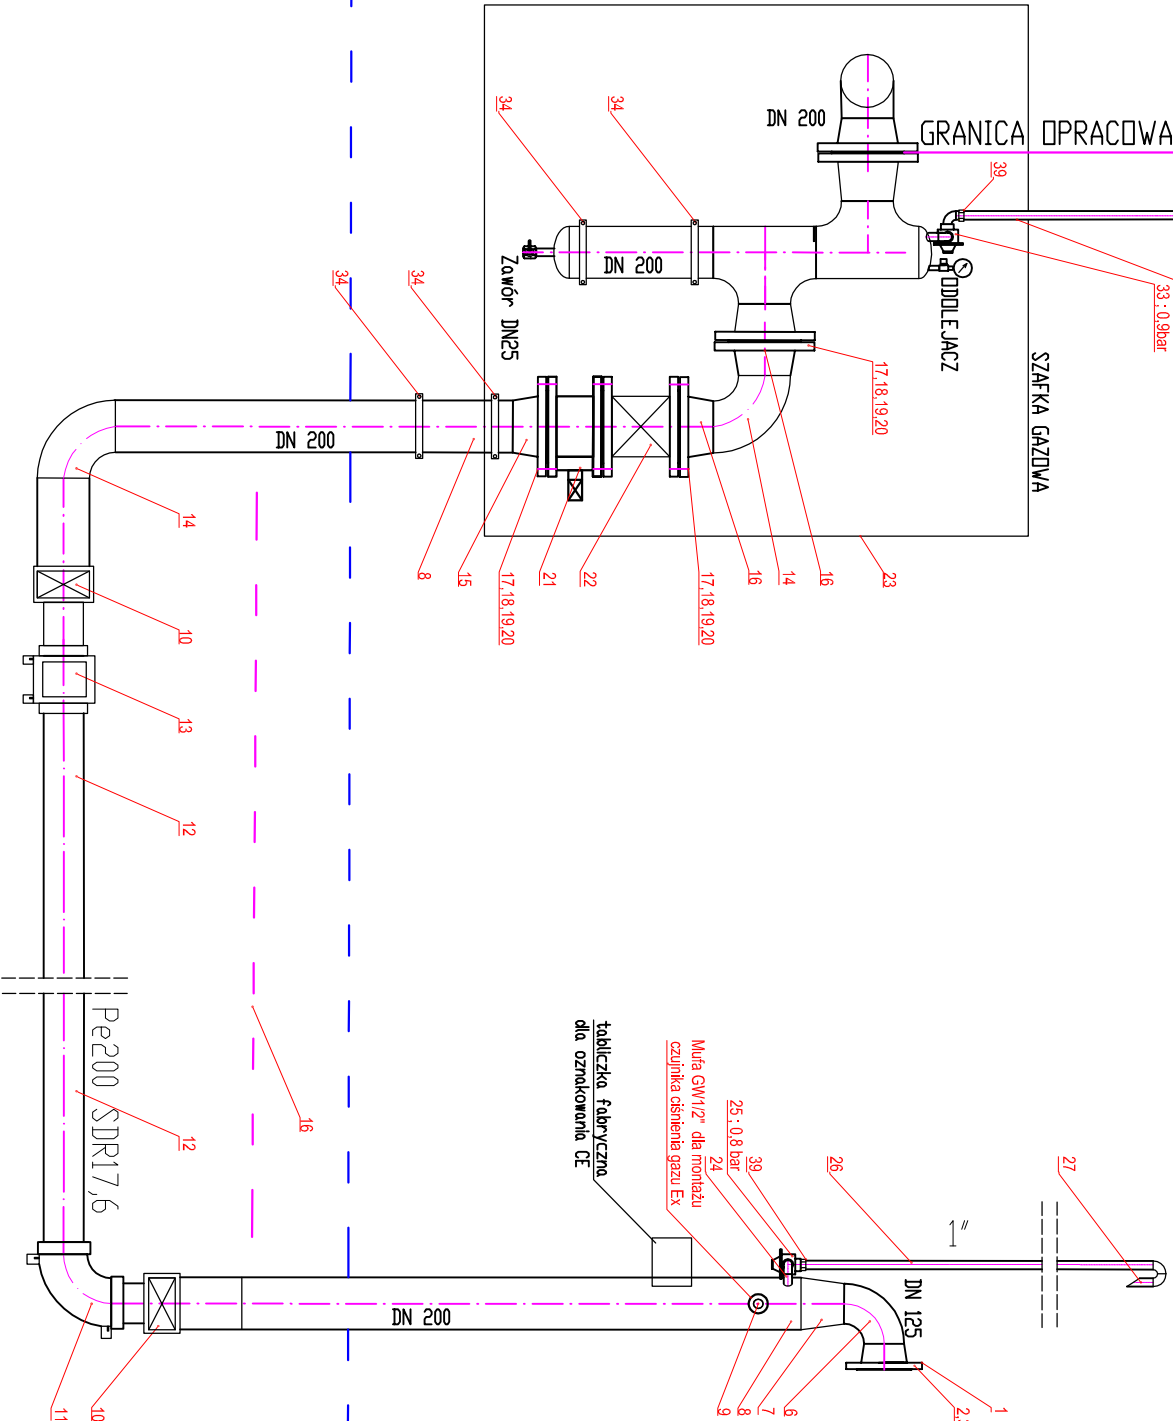 34
34
DN 200
GRANICA OPRACOWA
39
33 : 0,9bar
DN 200
Zawór DN25
ODOLEJACZ
SZAFKA GAZOWA
34
34
17,18,19,20
DN 200
14
8
15
17,18,19,20
21
22
17,18,19,20
16
14
16
23
10
13
12
Pe200 SDR17,6
12
16
tabliczka fabryczna
dla oznakowania CE
Mufa GW1/2" dla montażu
czujnika ciśnienia gazu Ex
25 ; 0,8 bar
24
39
26
27
1"
DN 125
DN 200
11
10
9
8
7
6
2,
1